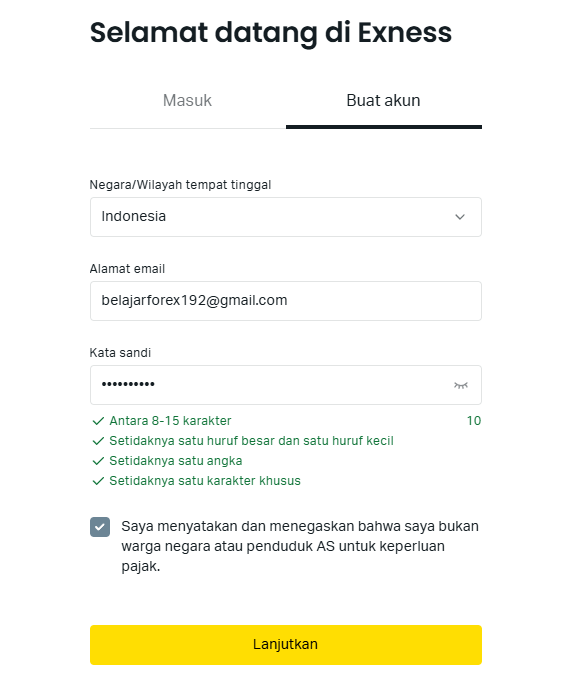 Selamat datang di Exness
Masuk
Buat akun
Negara/Wilayah tempat tinggal
Indonesia
Alamat email
belajarforex192@gmail.com
Kata sandi
••••••••••
Antara 8-15 karakter
10
Setidaknya satu huruf besar dan satu huruf kecil
Setidaknya satu angka
Setidaknya satu karakter khusus
Saya menyatakan dan menegaskan bahwa saya bukan
warga negara atau penduduk AS untuk keperluan
pajak.
Lanjutkan